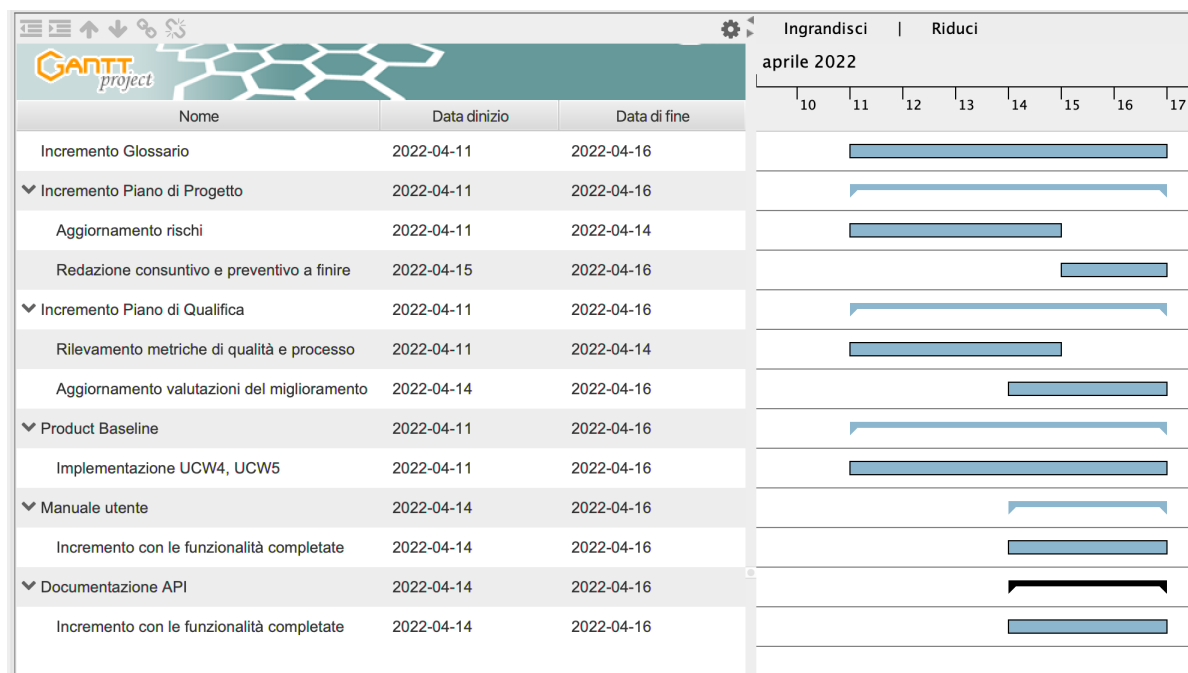 Ingrandisci | Riduci
GANTT project
aprile 2022
10 11 12 13 14 15 16 17
Nome Data dinizio Data di fine
Incremento Glossario 2022-04-11 2022-04-16
Incremento Piano di Progetto 2022-04-11 2022-04-16
Aggiornamento rischi 2022-04-11 2022-04-14
Redazione consuntivo e preventivo a finire 2022-04-15 2022-04-16
Incremento Piano di Qualifica 2022-04-11 2022-04-16
Rilevamento metriche di qualità e processo 2022-04-11 2022-04-14
Aggiornamento valutazioni del miglioramento 2022-04-14 2022-04-16
Product Baseline 2022-04-11 2022-04-16
Implementazione UCW4, UCW5 2022-04-11 2022-04-16
Manuale utente 2022-04-14 2022-04-16
Incremento con le funzionalità completate 2022-04-14 2022-04-16
Documentazione API 2022-04-14 2022-04-16
Incremento con le funzionalità completate 2022-04-14 2022-04-16